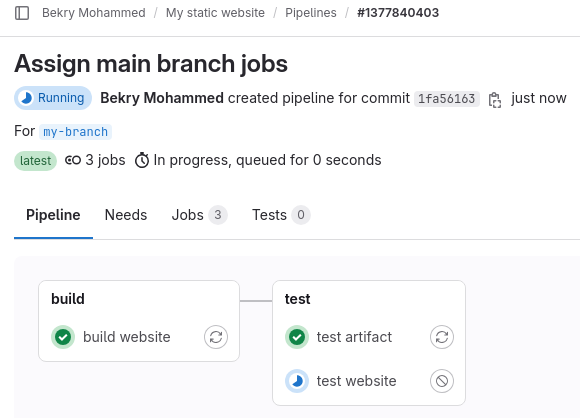 Bekry Mohammed / My static website / Pipelines / #1377840403
Assign main branch jobs
Running Bekry Mohammed created pipeline for commit 1fa56163 just now
For my-branch
latest 3 jobs In progress, queued for 0 seconds
Pipeline Needs Jobs 3 Tests 0
build test
build website test artifact
test website